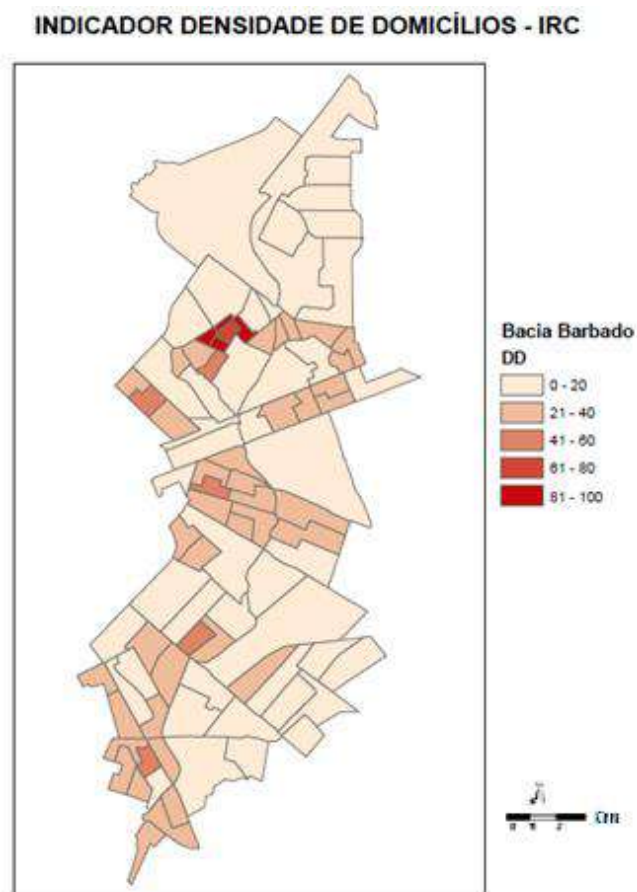 INDICADOR DENSIDADE DE DOMICÍLIOS - IRC
Bacia Barbado
DD
0 - 20
21 - 40
41 - 60
61 - 80
81 - 100